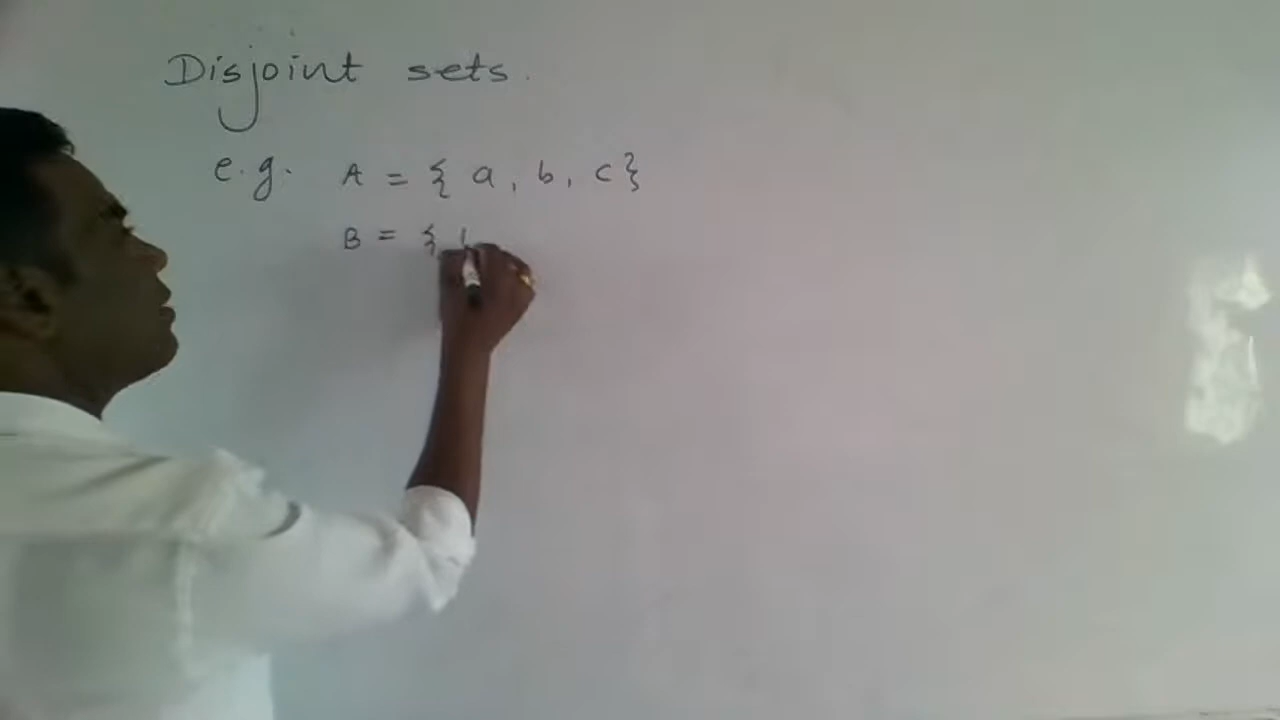 Disjoint sets.
e.g. A = { a, b, c}
B = {